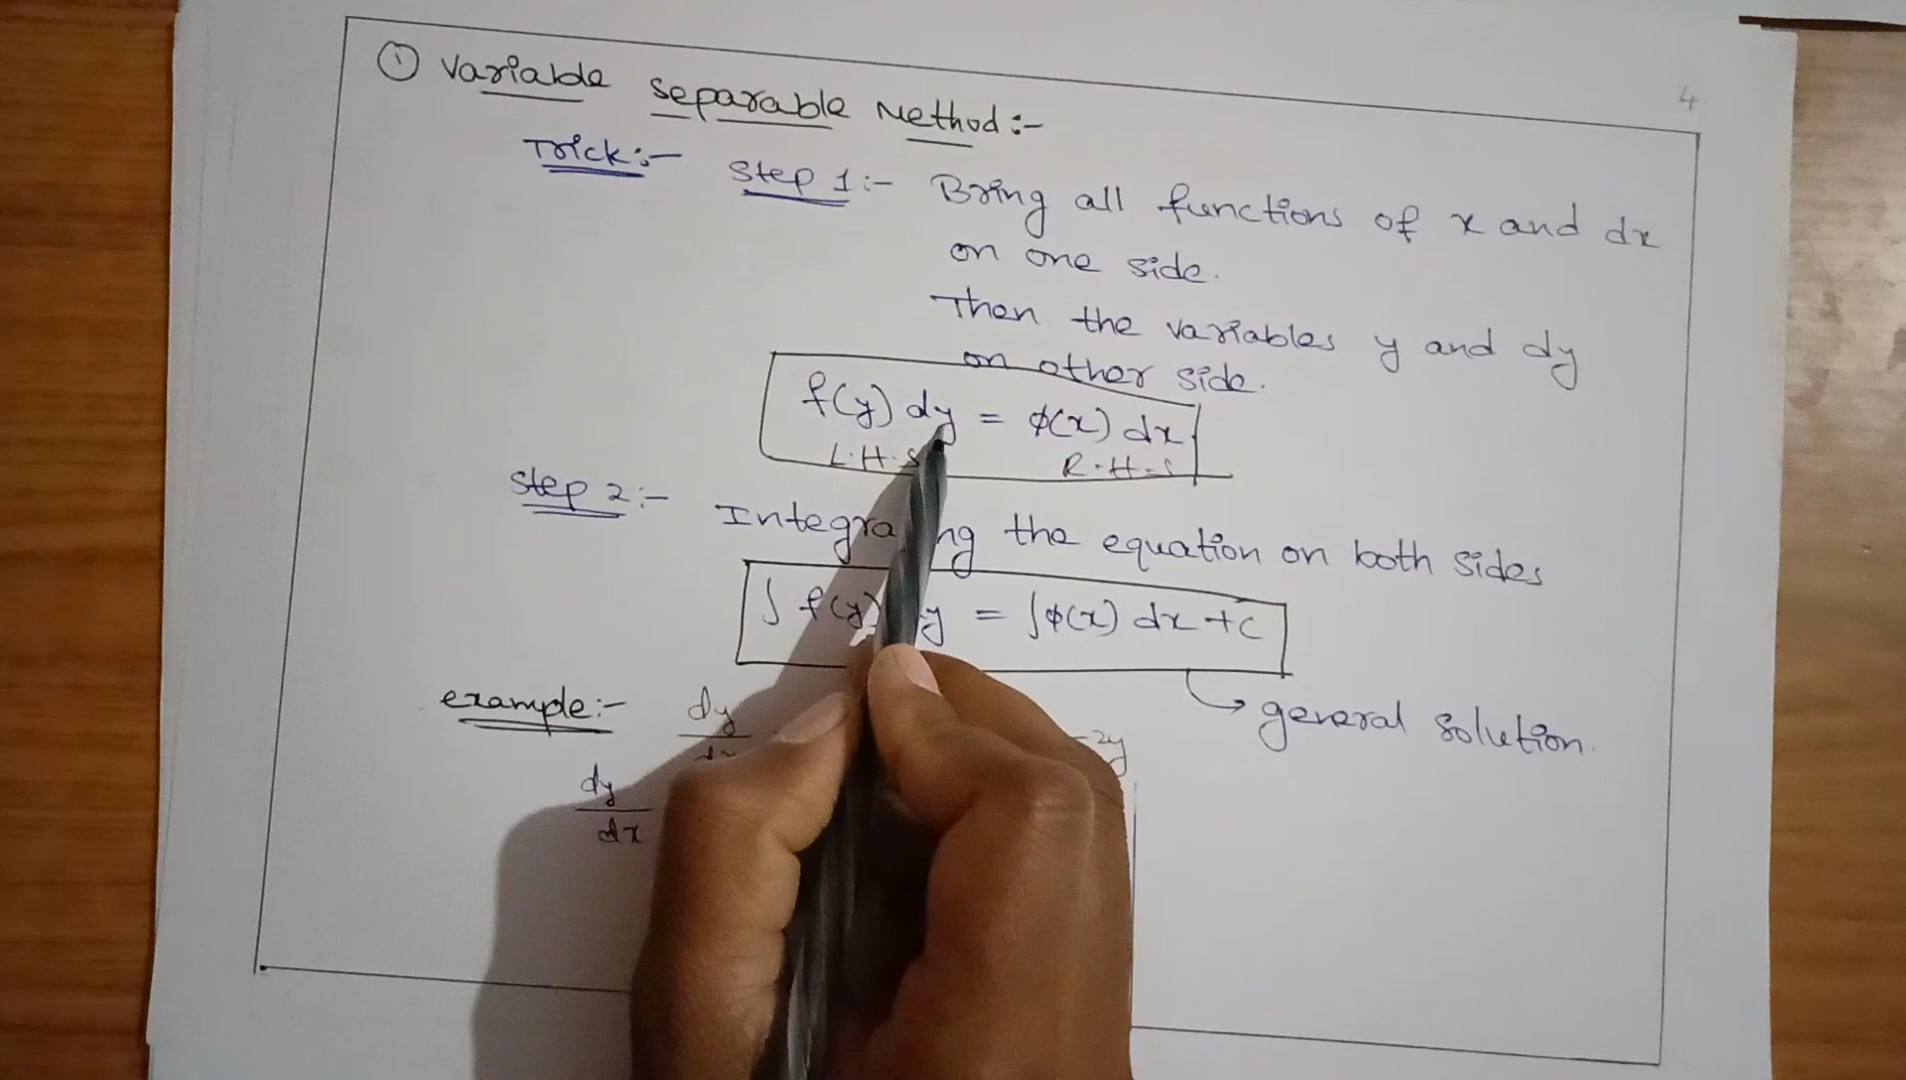 4
① Variable Separable Method:-
Trick:- Step 1:- Bring all functions of x and dx
on one side.
Then the variables y and dy
on other side.
f(y) dy = φ(x) dx
L.H.S R.H.S
Step 2:- Integra ng the equation on both sides
∫ f(y) y = ∫φ(x) dx + c
general solution.
example:- dy/dx -2y
dy/dx